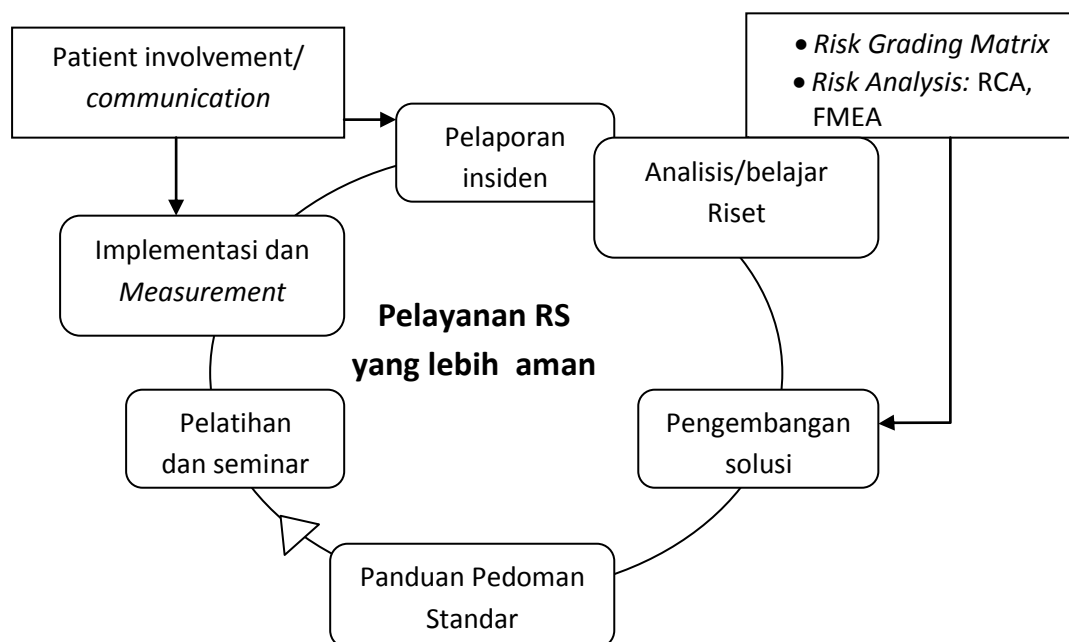 Patient involvement/
communication
• Risk Grading Matrix
• Risk Analysis: RCA,
FMEA
Pelaporan
insiden
Analisis/belajar
Riset
Implementasi dan
Measurement
Pelayanan RS
yang lebih aman
Pelatihan
dan seminar
Pengembangan
solusi
Panduan Pedoman
Standar